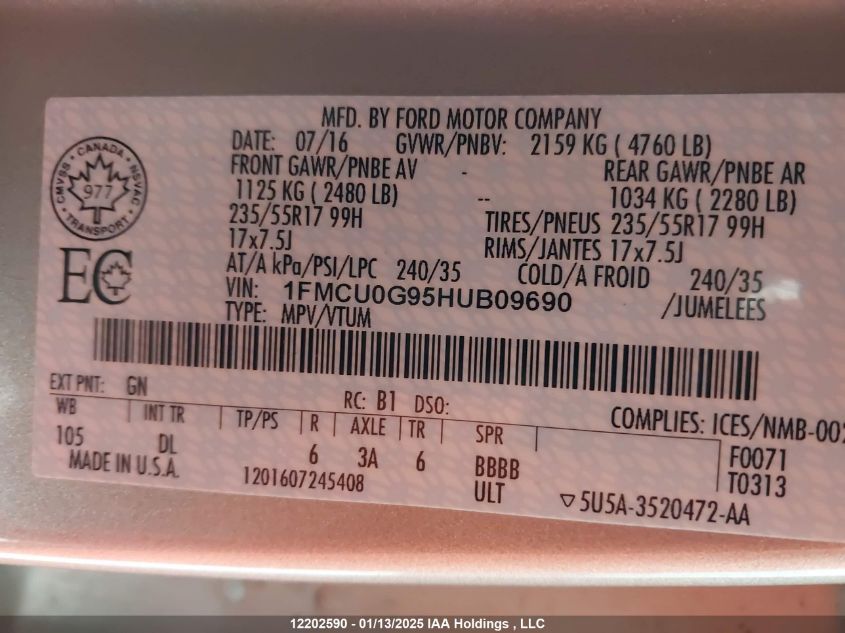 MFD. BY FORD MOTOR COMPANY
DATE: 07/16 GVWR/PNBV: 2159 KG ( 4760 LB)
FRONT GAWR/PNBE AV - REAR GAWR/PNBE AR
1125 KG ( 2480 LB) -- 1034 KG ( 2280 LB)
235/55R17 99H TIRES/PNEUS 235/55R17 99H
17x7.5J RIMS/JANTES 17x7.5J
AT/A kPa/PSI/LPC 240/35 COLD/A FROID 240/35
VIN: 1FMCU0G95HUB09690 /JUMELEES
TYPE: MPV/VTUM
CANADA
CMVSS NSVAC
977
TRANSPORT
EC
EXT PNT: GN RC: B1 DSO:
WB INT TR TP/PS R AXLE TR SPR COMPLIES: ICES/NMB-002
105 DL 6 3A 6 BBBB F0071
MADE IN U.S.A. 1201607245408 ULT T0313
▽5U5A-3520472-AA
12202590 - 01/13/2025 IAA Holdings , LLC